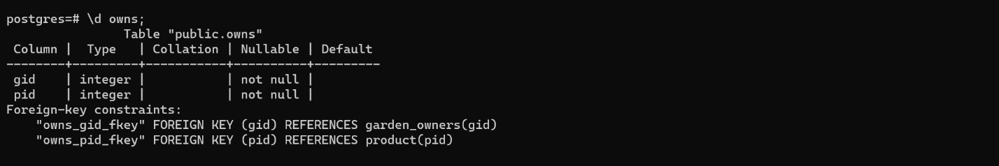 postgres=# \d owns;
                Table "public.owns"
 Column |  Type   | Collation | Nullable | Default
--------+---------+-----------+----------+---------
 gid    | integer |           | not null |
 pid    | integer |           | not null |
Foreign-key constraints:
    "owns_gid_fkey" FOREIGN KEY (gid) REFERENCES garden_owners(gid)
    "owns_pid_fkey" FOREIGN KEY (pid) REFERENCES product(pid)